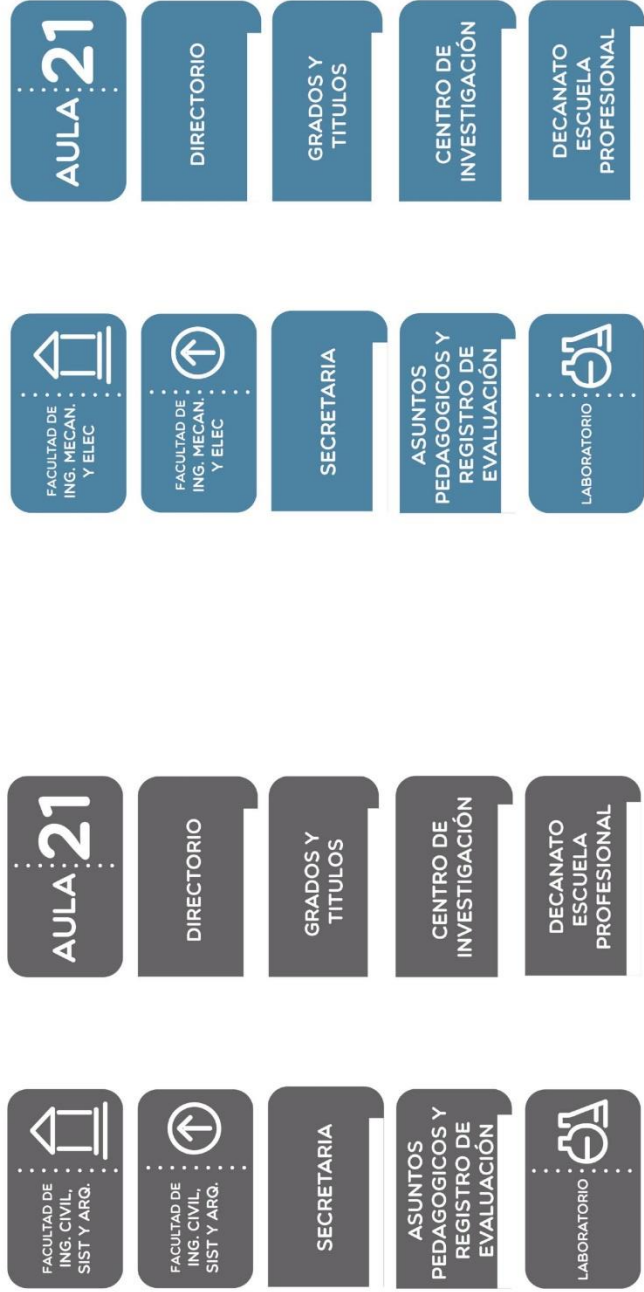 FACULTAD DE
ING. CIVIL,
SIST Y ARQ.
FACULTAD DE
ING. CIVIL,
SIST Y ARQ.
SECRETARIA
ASUNTOS
PEDAGOGICOS Y
REGISTRO DE
EVALUACIÓN
LABORATORIO
AULA 21
DIRECTORIO
GRADOS Y
TITULOS
CENTRO DE
INVESTIGACIÓN
DECANATO
ESCUELA
PROFESIONAL
FACULTAD DE
ING. MECAN.
Y ELEC
FACULTAD DE
ING. MECAN.
Y ELEC
SECRETARIA
ASUNTOS
PEDAGOGICOS Y
REGISTRO DE
EVALUACIÓN
LABORATORIO
AULA 21
DIRECTORIO
GRADOS Y
TITULOS
CENTRO DE
INVESTIGACIÓN
DECANATO
ESCUELA
PROFESIONAL